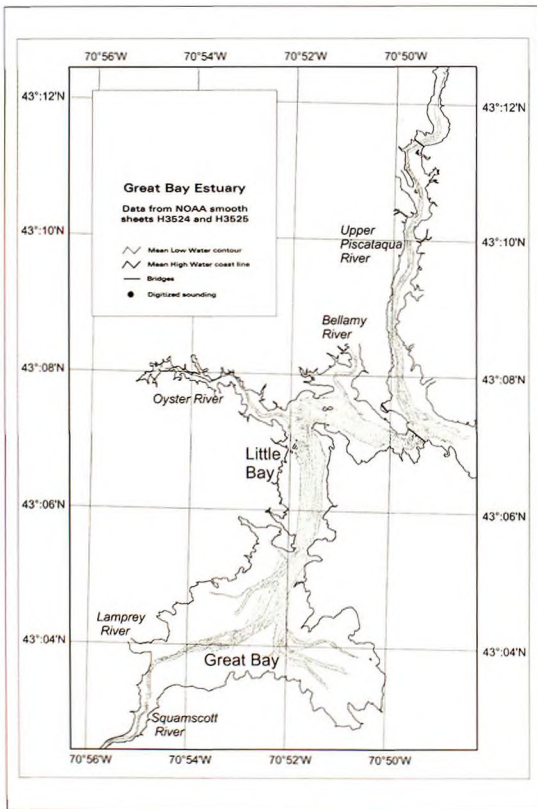 70°56'W 70°54'W 70°52'W 70°50'W
43°12'N 43°12'N
Great Bay Estuary
Data from NOAA smooth
sheets H3524 and H3525
Mean Low Water contour
Mean High Water coast line
Bridges
Digitized sounding
43°10'N 43°10'N
Upper
Piscataqua
River
Bellamy
River
43°08'N 43°08'N
Oyster River
Little
Bay
43°06'N 43°06'N
Lamprey
River
43°04'N 43°04'N
Great Bay
Squamscott
River
70°56'W 70°54'W 70°52'W 70°50'W